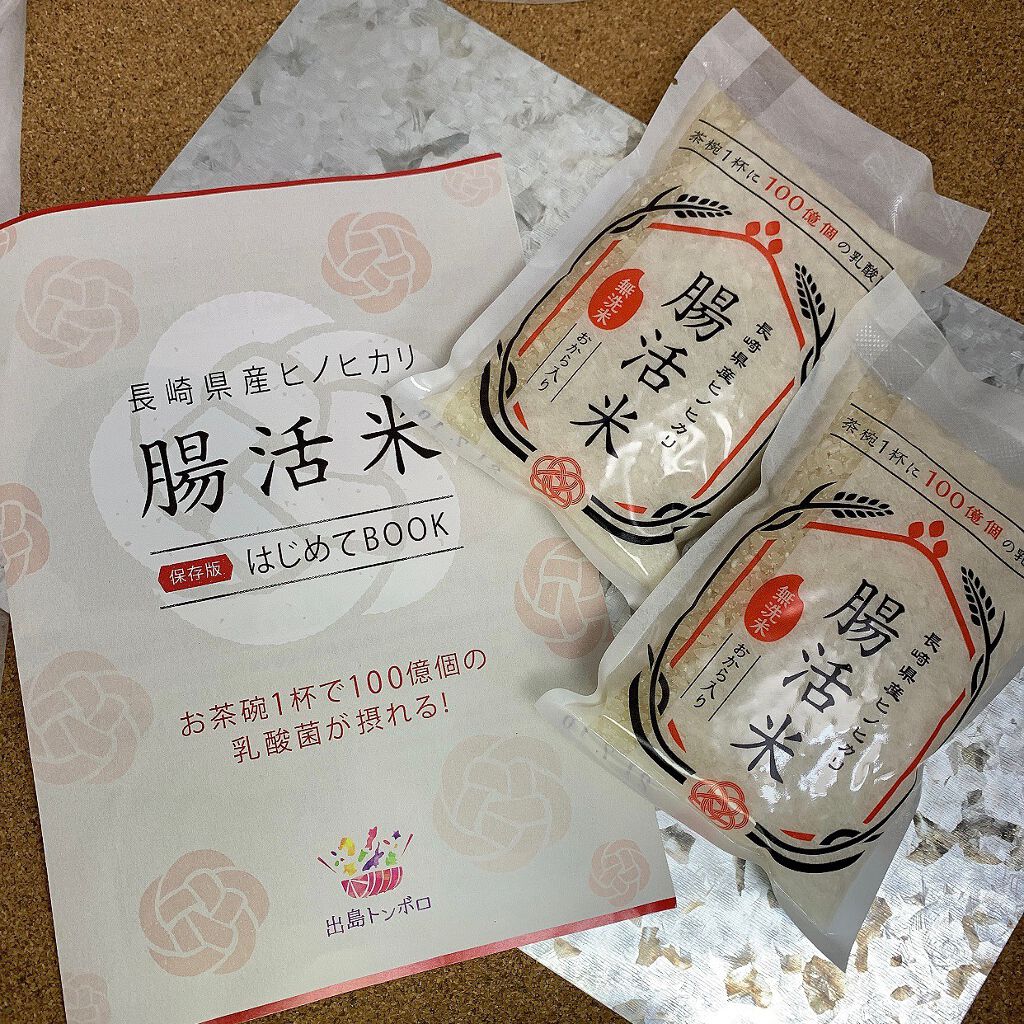 長崎県産ヒノヒカリ
腸活米
保存版 はじめてBOOK
お茶碗1杯で100億個の
乳酸菌が摂れる!
出島トンボロ
茶椀1杯に100億個の乳酸
長崎県産ヒノヒカリ
腸活米
無洗米
おから入り
茶椀1杯に100億個の乳
長崎県産ヒノヒカリ
腸活米
無洗米
おから入り